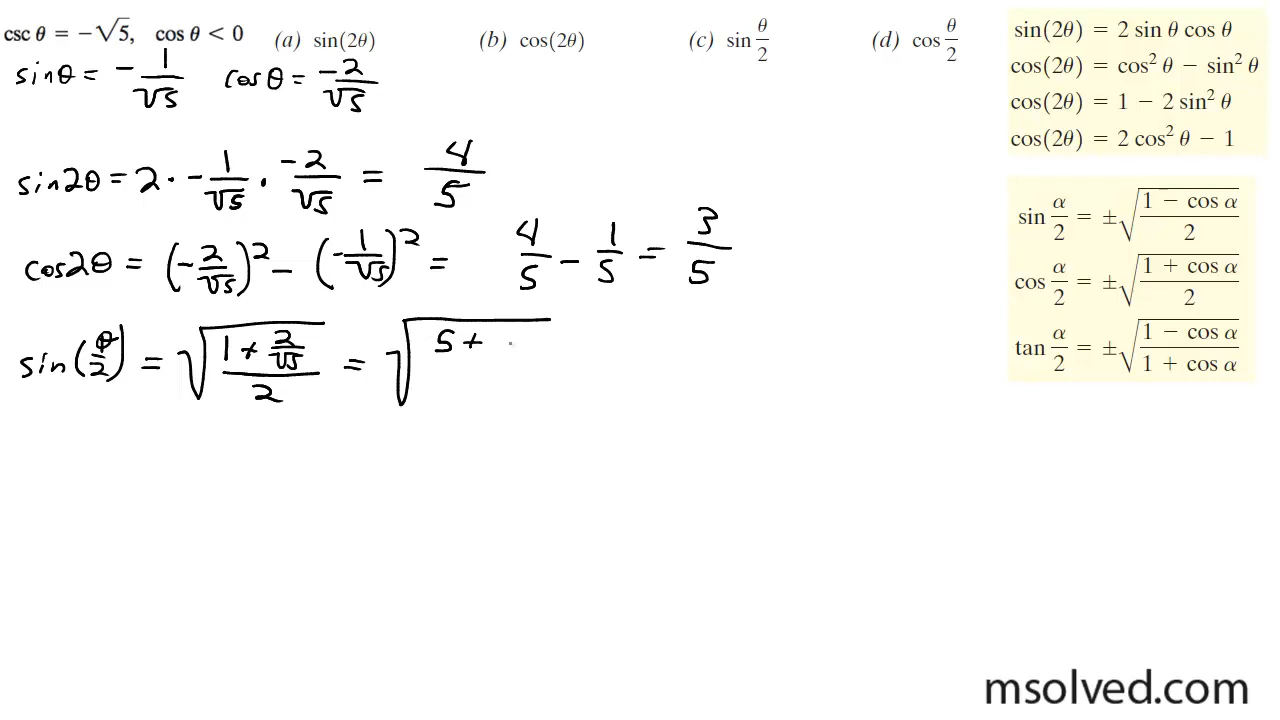 csc θ = −√5, cos θ < 0 (a) sin(2θ) (b) cos(2θ) (c) sin θ/2 (d) cos θ/2
sinθ = − 1/√5 cosθ = −2/√5
sin2θ = 2 · − 1/√5 · −2/√5 = 4/5
cos2θ = (− 2/√5)² − (− 1/√5)² = 4/5 − 1/5 = 3/5
sin(θ/2) = √((1 + 2/√5)/2) = √(5 +
sin(2θ) = 2 sin θ cos θ
cos(2θ) = cos² θ − sin² θ
cos(2θ) = 1 − 2 sin² θ
cos(2θ) = 2 cos² θ − 1
sin α/2 = ±√((1 − cos α)/2)
cos α/2 = ±√((1 + cos α)/2)
tan α/2 = ±√((1 − cos α)/(1 + cos α))
msolved.com